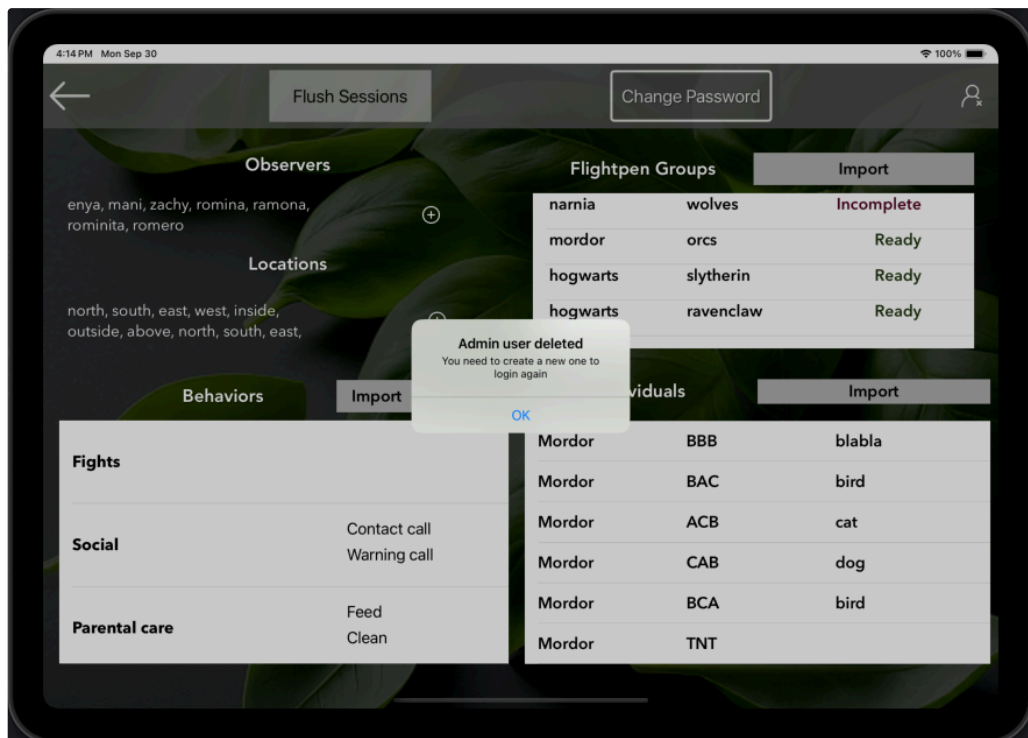 4:14 PM Mon Sep 30
100%
Flush Sessions
Change Password
Observers
enya, mani, zachy, romina, ramona,
rominita, romero
Locations
north, south, east, west, inside,
outside, above, north, south, east,
Flightpen Groups
Import
narnia wolves Incomplete
mordor orcs Ready
hogwarts slytherin Ready
hogwarts ravenclaw Ready
Admin user deleted
You need to create a new one to
login again
OK
Behaviors
Import
Fights
Social
Contact call
Warning call
Parental care
Feed
Clean
viduals
Import
Mordor BBB blabla
Mordor BAC bird
Mordor ACB cat
Mordor CAB dog
Mordor BCA bird
Mordor TNT